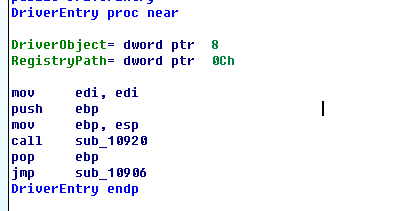 DriverEntry proc near
DriverObject= dword ptr  8
RegistryPath= dword ptr  0Ch
mov     edi, edi
push    ebp
mov     ebp, esp
call    sub_10920
pop     ebp
jmp     sub_10906
DriverEntry endp